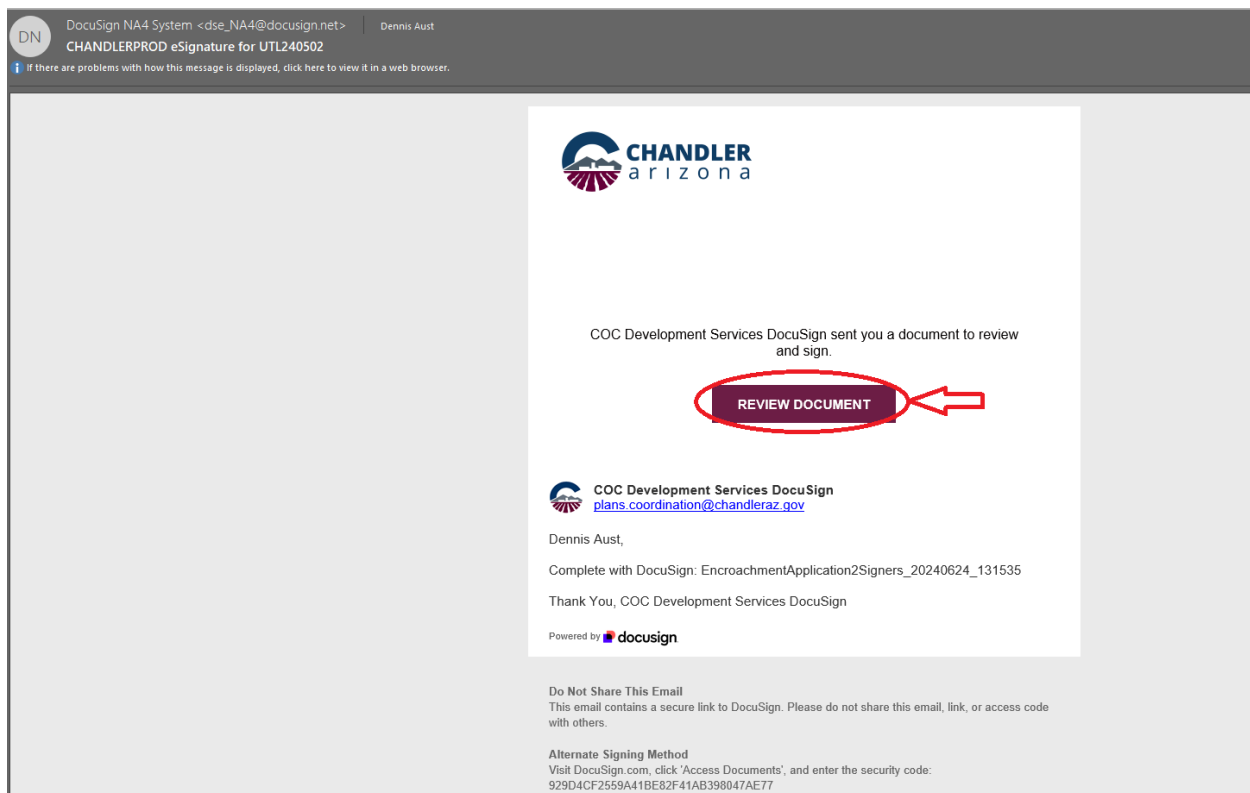 DN
DocuSign NA4 System <dse_NA4@docusign.net> Dennis Aust
CHANDLERPROD eSignature for UTL240502
If there are problems with how this message is displayed, click here to view it in a web browser.
CHANDLER
arizona
COC Development Services DocuSign sent you a document to review
and sign.
REVIEW DOCUMENT
COC Development Services DocuSign
plans.coordination@chandleraz.gov
Dennis Aust,
Complete with DocuSign: EncroachmentApplication2Signers_20240624_131535
Thank You, COC Development Services DocuSign
Powered by docusign
Do Not Share This Email
This email contains a secure link to DocuSign. Please do not share this email, link, or access code
with others.
Alternate Signing Method
Visit DocuSign.com, click 'Access Documents', and enter the security code:
929D4CF2559A41BE82F41AB398047AE77